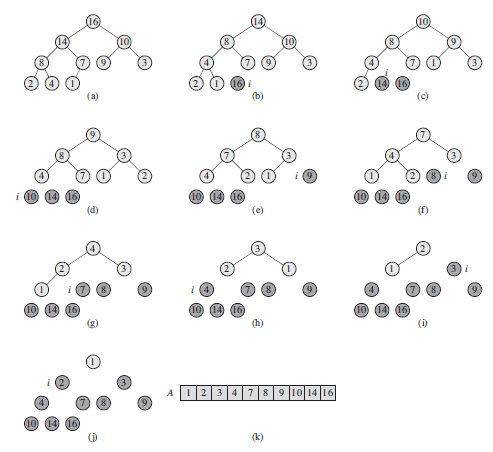 16 14 10
14 10 8 10 8 9
8 7 9 3 4 7 9 3 4 7 1 3
2 4 1 2 1 16 i 2 i 14 16
(a) (b) (c)
9 8 7
8 3 7 3 4 3
4 7 1 2 4 2 1 i 9 1 2 8 i 9
i 10 14 16 10 14 16 10 14 16
(d) (e) (f)
4 3 2
2 3 2 1 1 3 i
1 i 7 8 9 i 4 7 8 9 4 7 8 9
10 14 16 10 14 16 10 14 16
(g) (h) (i)
1
i 2 3
A 1 2 3 4 7 8 9 10 14 16
4 7 8 9
10 14 16
(j) (k)